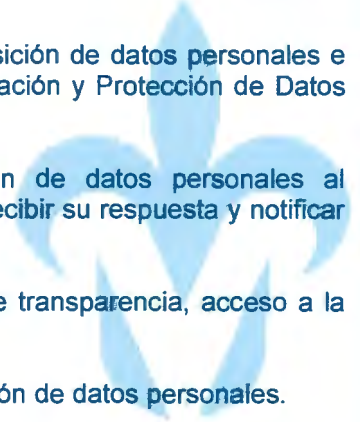 sición de datos personales e
ación y Protección de Datos
n de datos personales al
ecibir su respuesta y notificar
e transparencia, acceso a la
ón de datos personales.